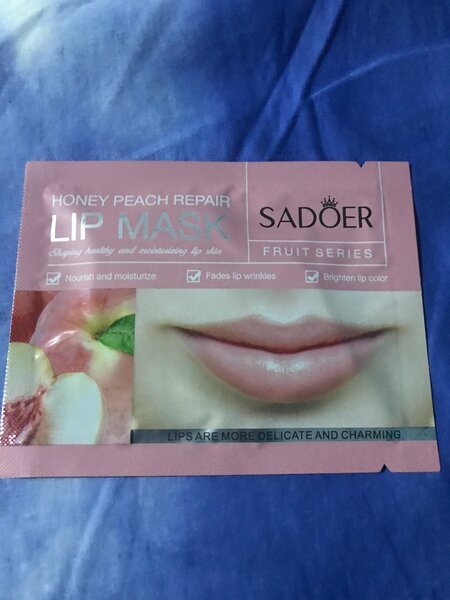 HONEY PEACH REPAIR
LIP MASK
Shaping healthy and moisturizing lip skin
SADOER
FRUIT SERIES
Nourish and moisturize
Fades lip wrinkles
Brighten lip color
LIPS ARE MORE DELICATE AND CHARMING